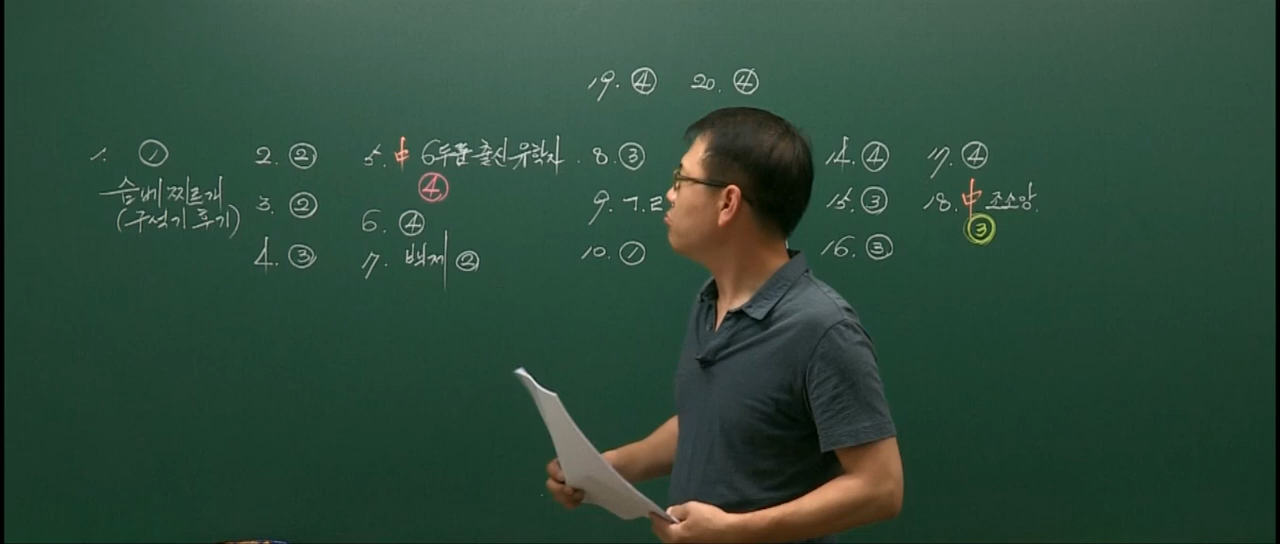 19. ④ 20. ④
1. ①
슴베 찌르개
(구석기 후기)
2. ②
3. ②
4. ③
5. 中 6두품 출신 유학자.
④
6. ④
7. 백제 ②
8. ③
9. ㄱ.ㄹ
10. ①
14. ④
15. ③
16. ③
17. ④
18. 中 조소앙.
③